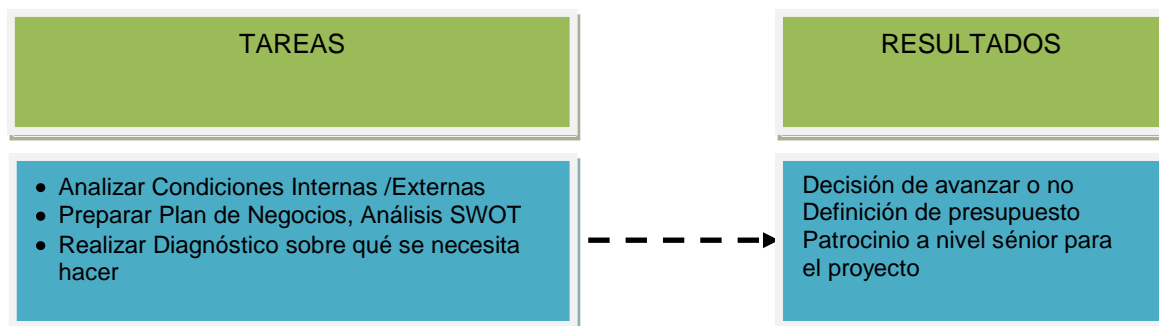 TAREAS
RESULTADOS
• Analizar Condiciones Internas /Externas
• Preparar Plan de Negocios, Análisis SWOT
• Realizar Diagnóstico sobre qué se necesita
hacer
Decisión de avanzar o no
Definición de presupuesto
Patrocinio a nivel sénior para
el proyecto